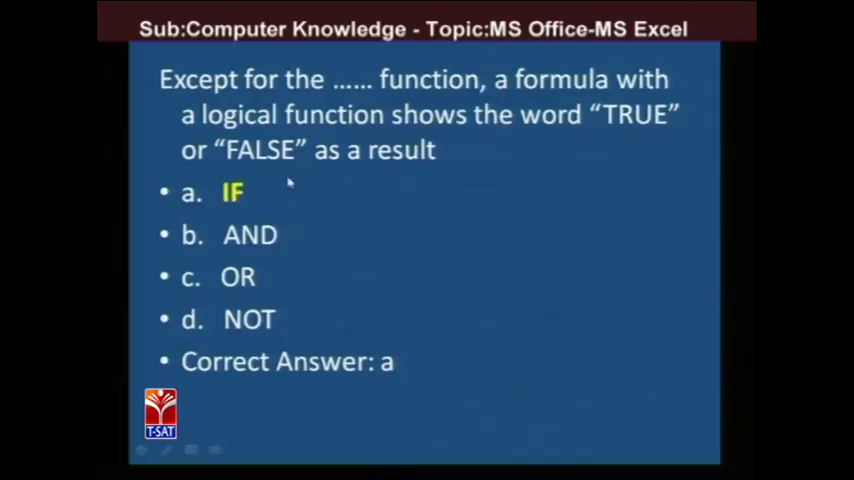 Sub:Computer Knowledge - Topic:MS Office-MS Excel
Except for the ...... function, a formula with
a logical function shows the word “TRUE”
or “FALSE” as a result
• a. IF
• b. AND
• c. OR
• d. NOT
• Correct Answer: a
T-SAT